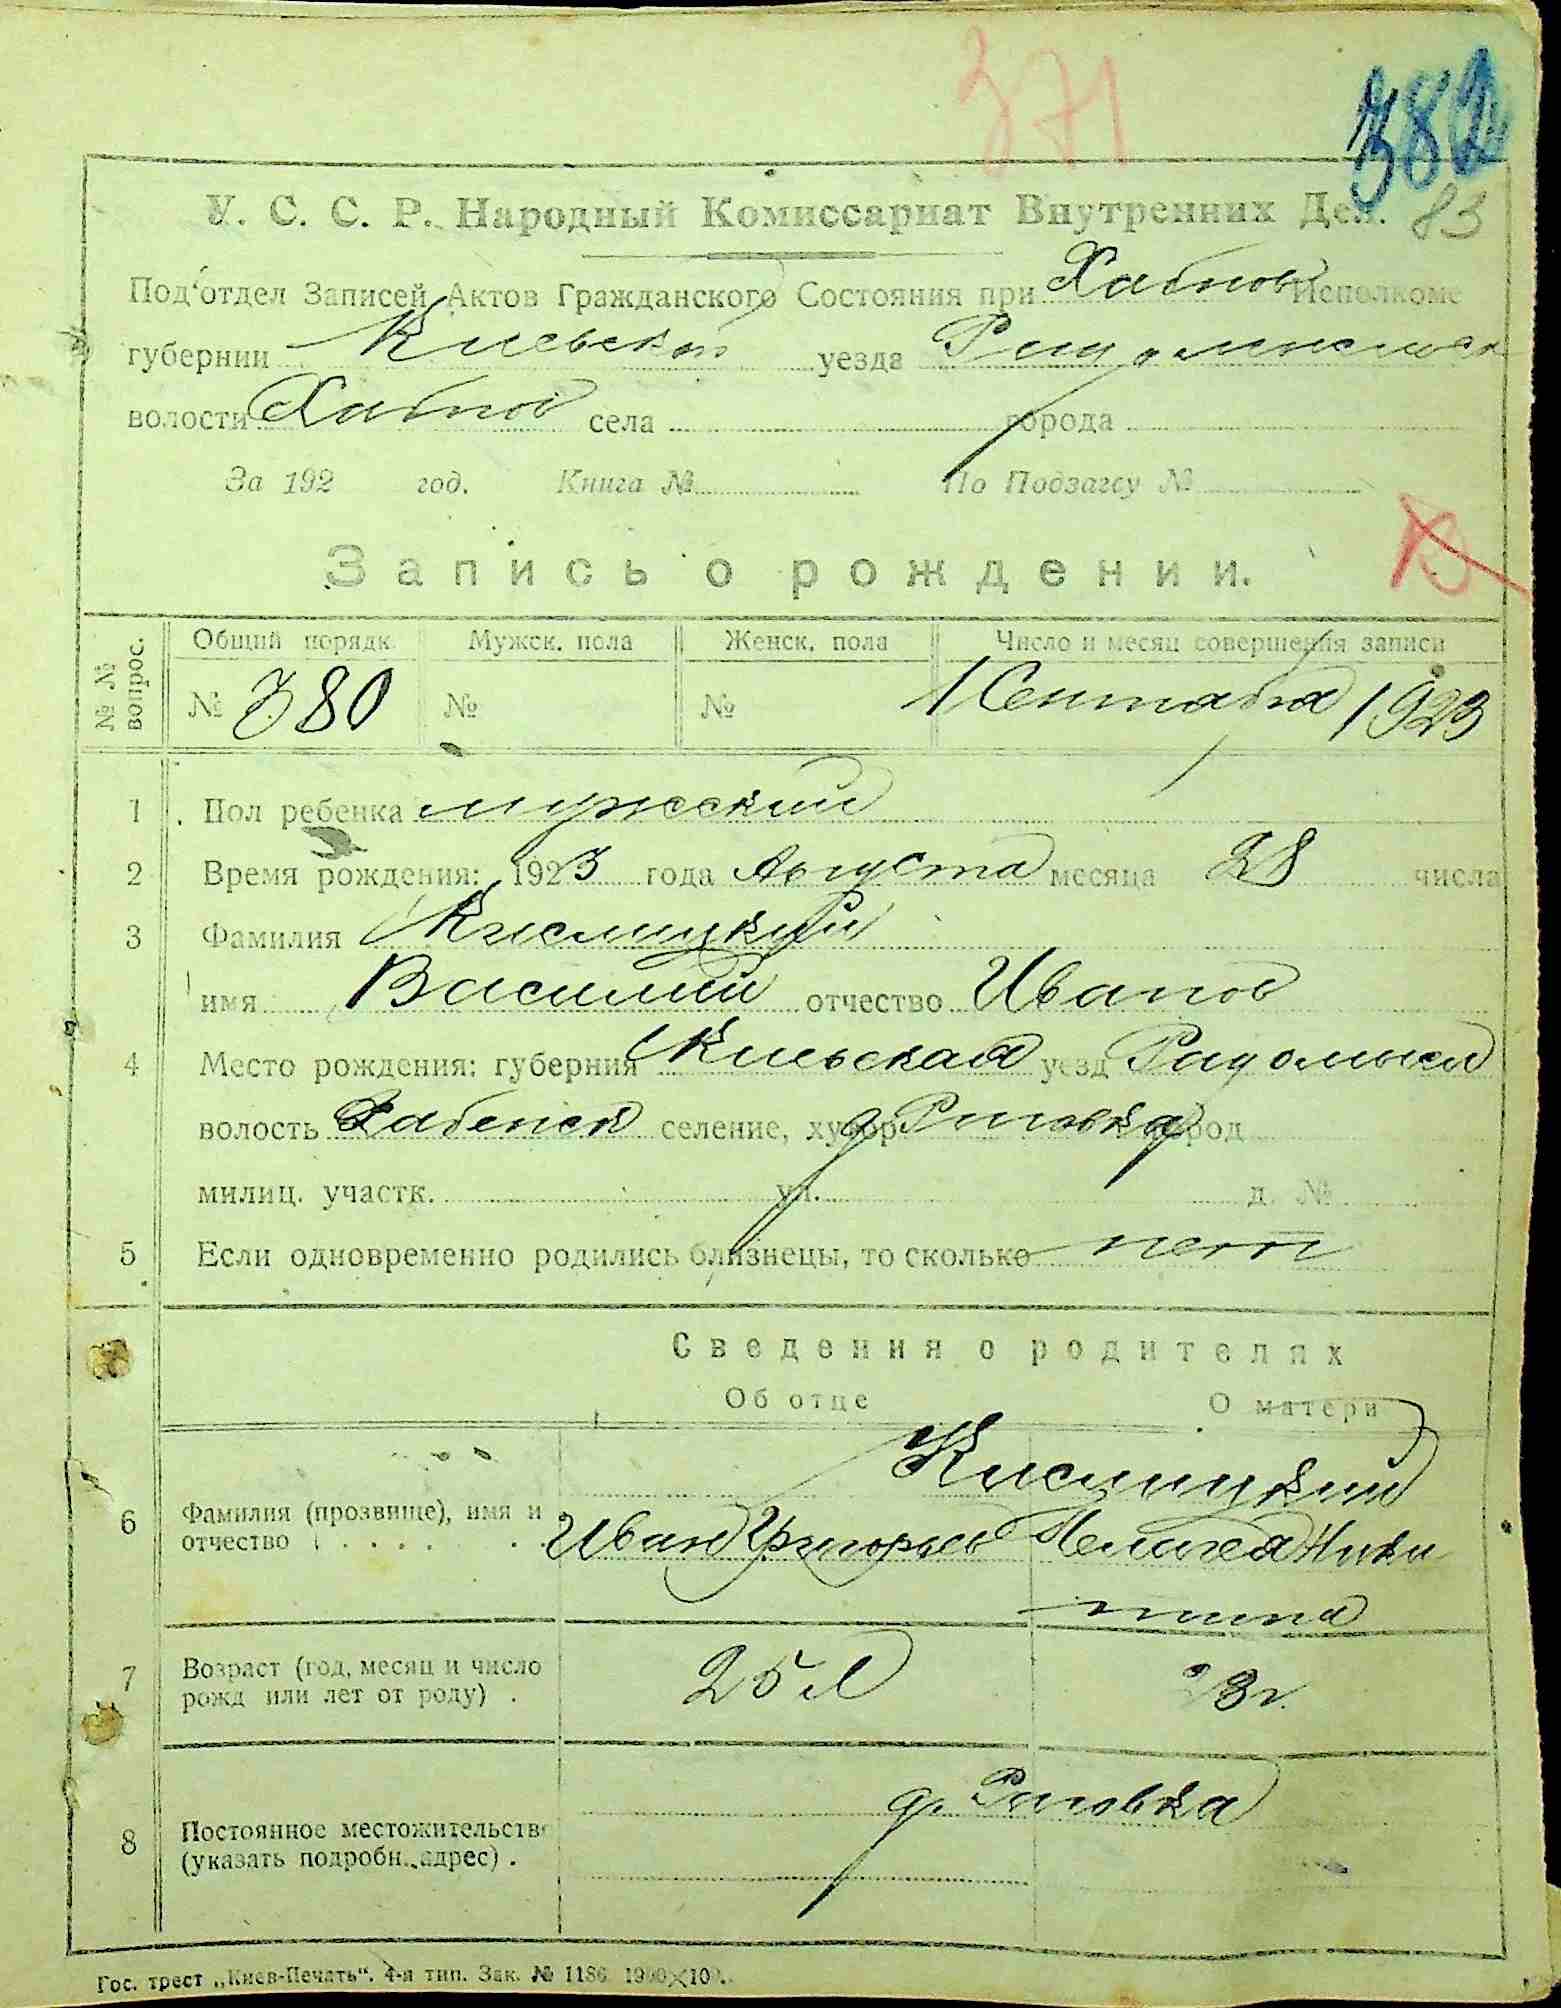 371
382
У. С. С. Р. Народный Комиссариат Внутренних Дел. 83
Под'отдел Записей Актов Гражданского Состояния при Хабнов Исполкоме
губернии Киевской уезда
волости Хабнов села города
За 192 год. Книга № По Подзагсу №
Запись о рождении.
№ № вопрос. Общий порядк. Мужск. пола Женск. пола Число и месяц совершения записи
№ 380 № № 1 Сентября 1923
1 Пол ребенка мужский
2 Время рождения: 1923 года Августа месяца 28 числа
3 Фамилия Кислицкий
имя Василий отчество Иванов
4 Место рождения: губерния Киевская уезд Радомысл
волость селение, хутор д. город
милиц. участк. ул. д. №
5 Если одновременно родились близнецы, то сколько нет
Сведения о родителях
Об отце О матери
Кислицкий
6 Фамилия (прозвище), имя и отчество Иван Григорьев Ники
тина
7 Возраст (год, месяц и число рожд или лет от роду) . 25 л 23 г.
8 Постоянное местожительство (указать подробн. адрес) . д.
Гос. трест „Киев-Печать“. 4-я тип. Зак. № 1186